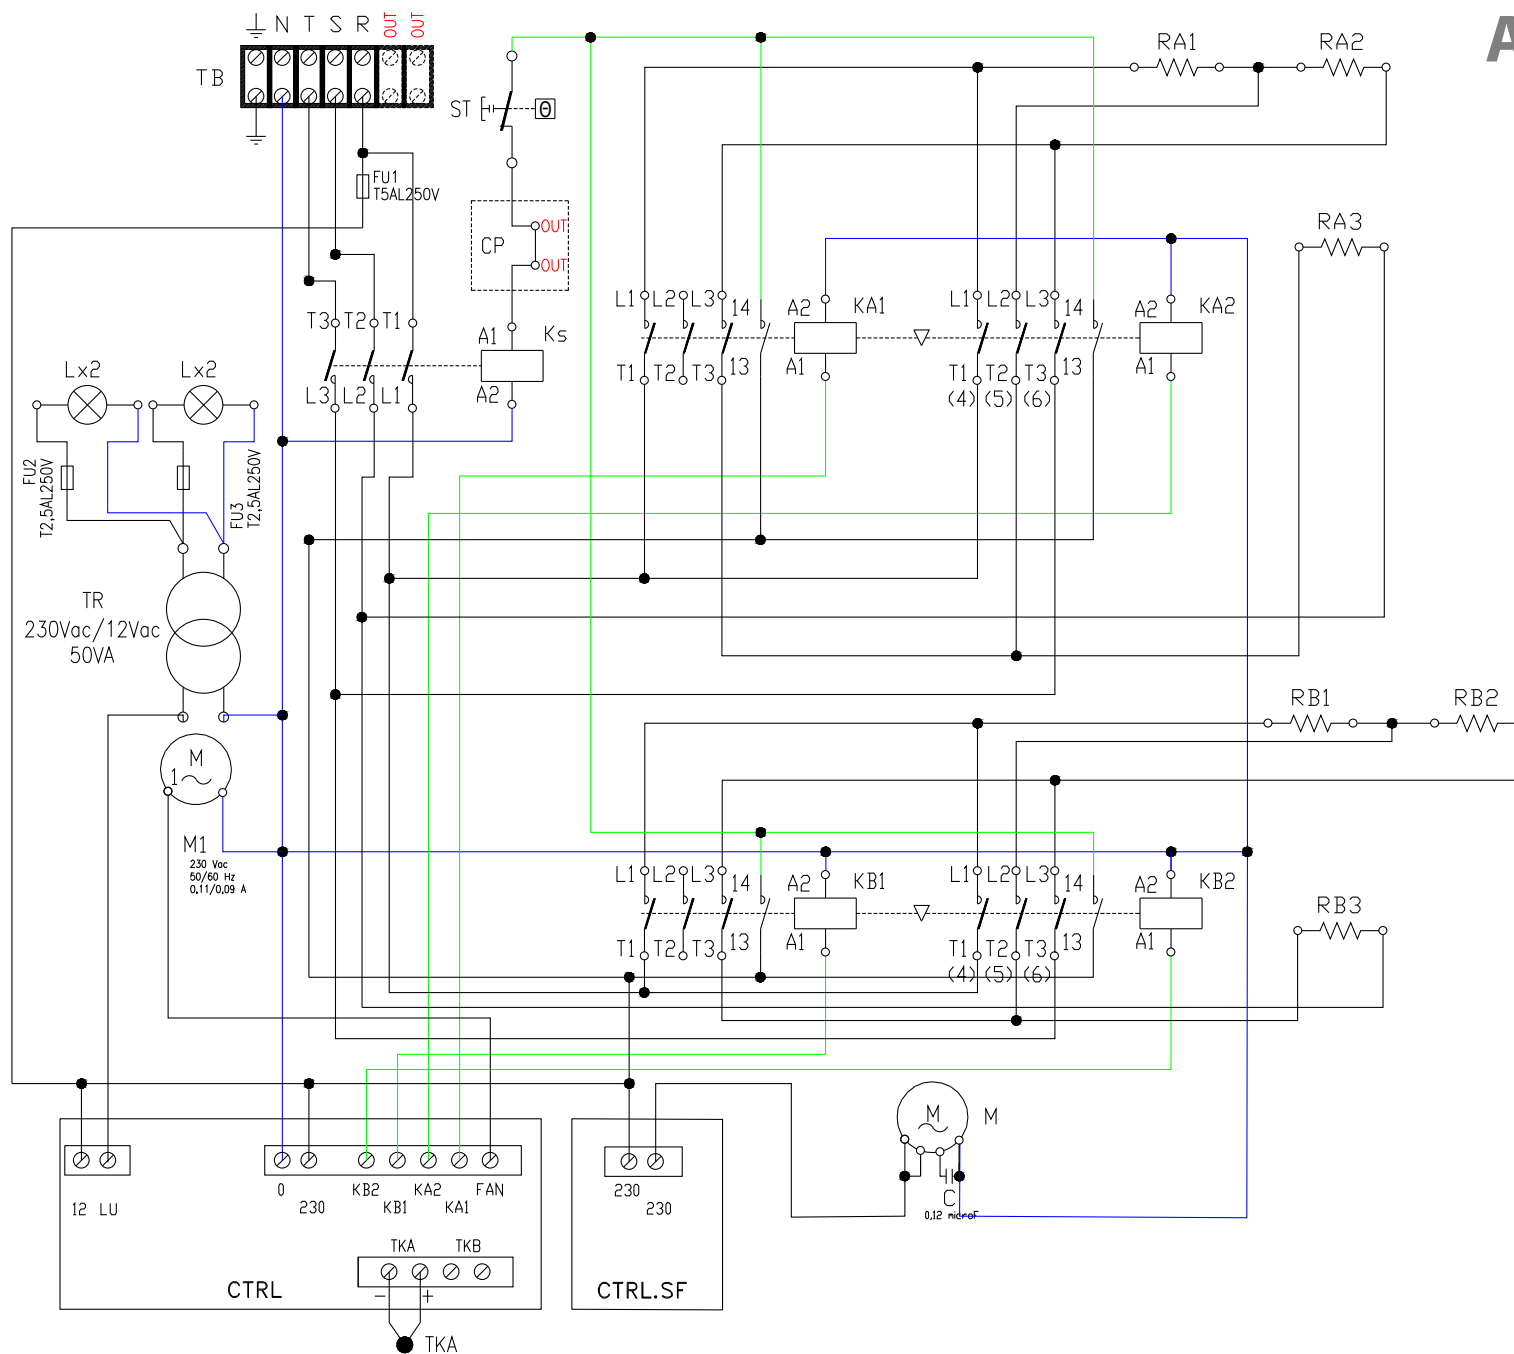 N T S R OUT OUT
A
TB
ST
θ
RA1
RA2
FU1
T5AL250V
CP
OUT
OUT
RA3
L1 L2 L3 14 A2 KA1
L1 L2 L3 14 A2 KA2
T3 T2 T1
A1 Ks
T1 T2 T3 13 A1
T1 T2 T3 13 A1
(4) (5) (6)
L3 L2 L1
A2
Lx2
Lx2
FU2
T2,5AL250V
FU3
T2,5AL250V
TR
230Vac/12Vac
50VA
RB1
RB2
M
1
M1
230 Vac
50/60 Hz
0,11/0,09 A
L1 L2 L3 14 A2 KB1
L1 L2 L3 14 A2 KB2
RB3
T1 T2 T3 13 A1
T1 T2 T3 13 A1
(4) (5) (6)
M
M
C
0,12 microF
12 LU
0
230
KB2
KB1
KA2
KA1
FAN
230
230
TKA
TKB
CTRL
- +
CTRL.SF
TKA